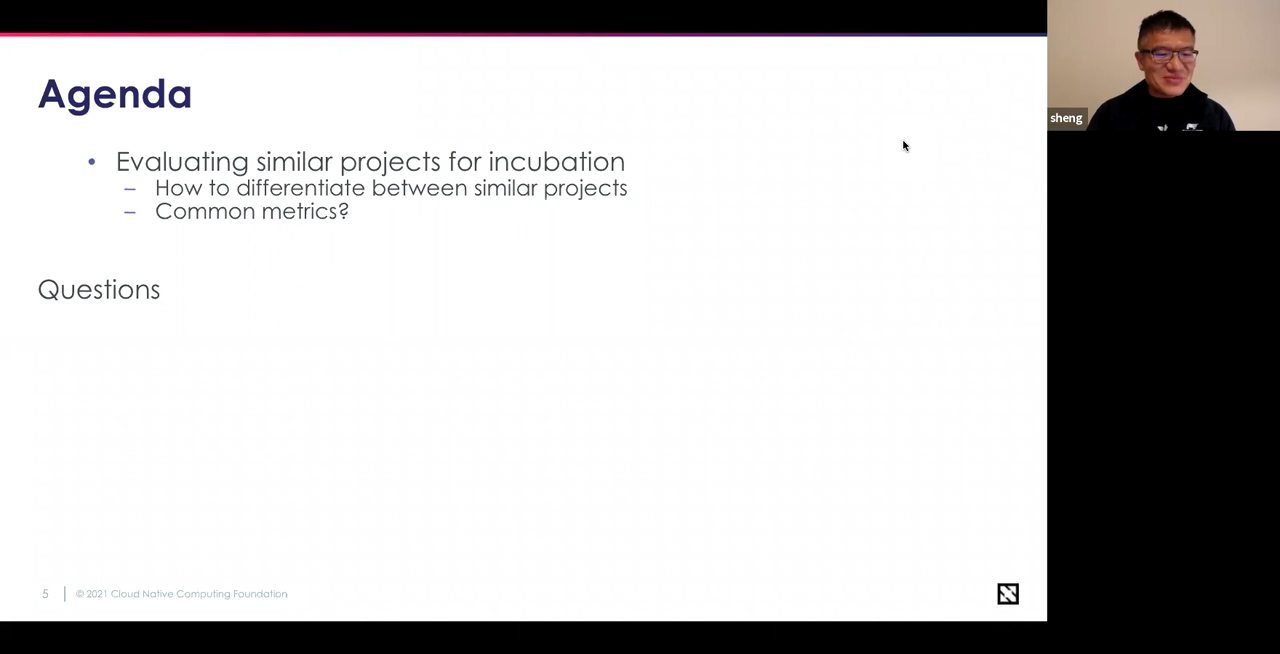 Agenda
• Evaluating similar projects for incubation
– How to differentiate between similar projects
– Common metrics?
Questions
5 | © 2021 Cloud Native Computing Foundation
sheng